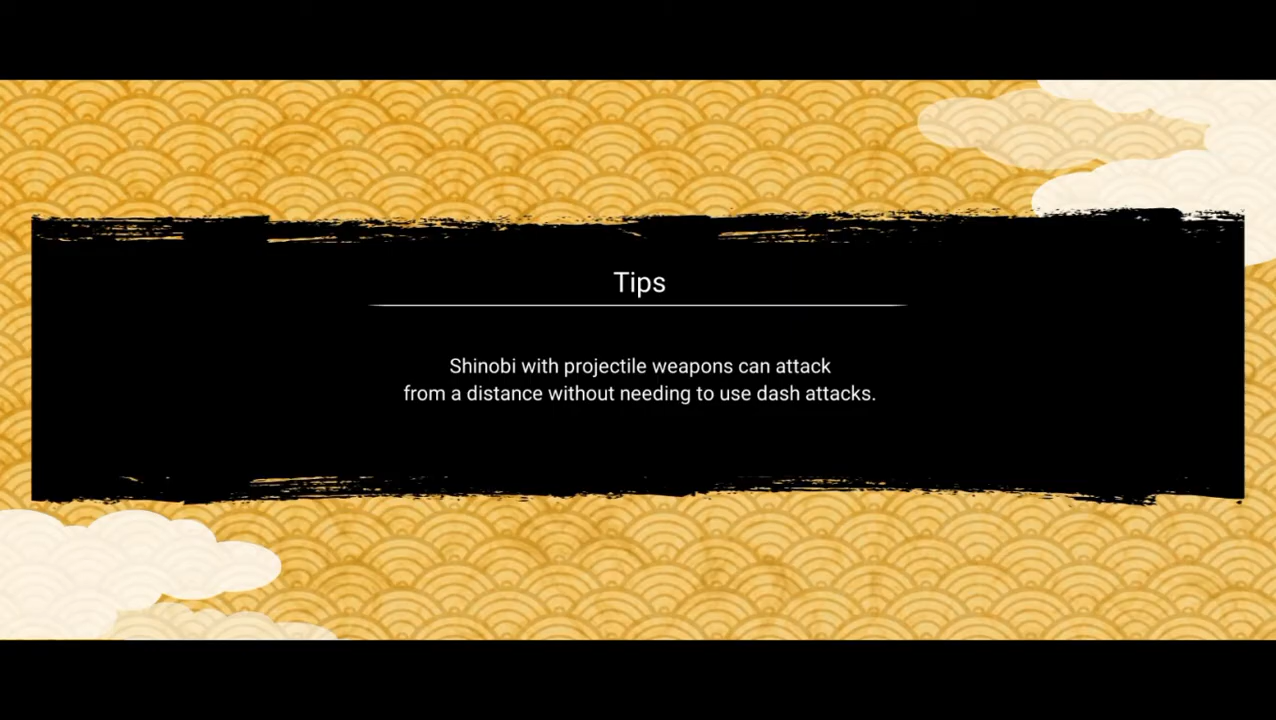 Tips
Shinobi with projectile weapons can attack
from a distance without needing to use dash attacks.